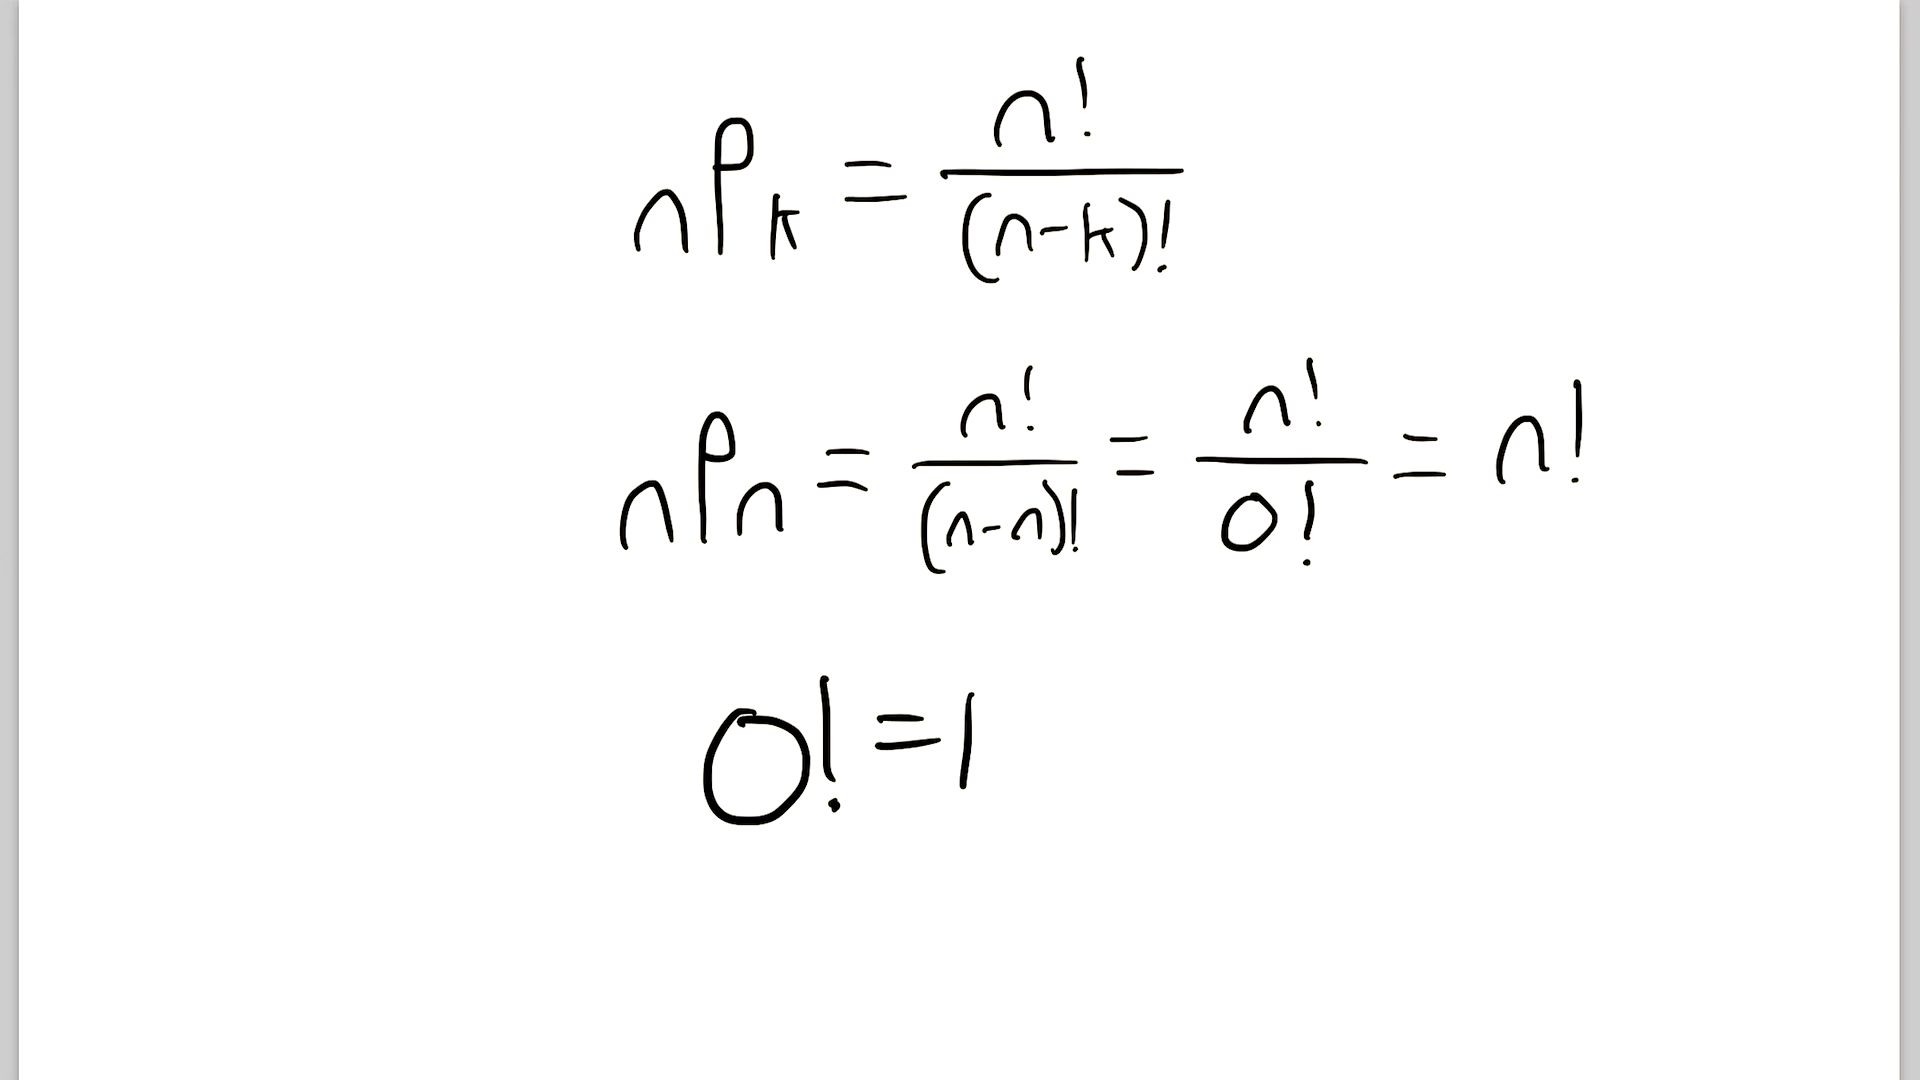 nPk = n!/(n-k)!
nPn = n!/(n-n)! = n!/0! = n!
0! = 1